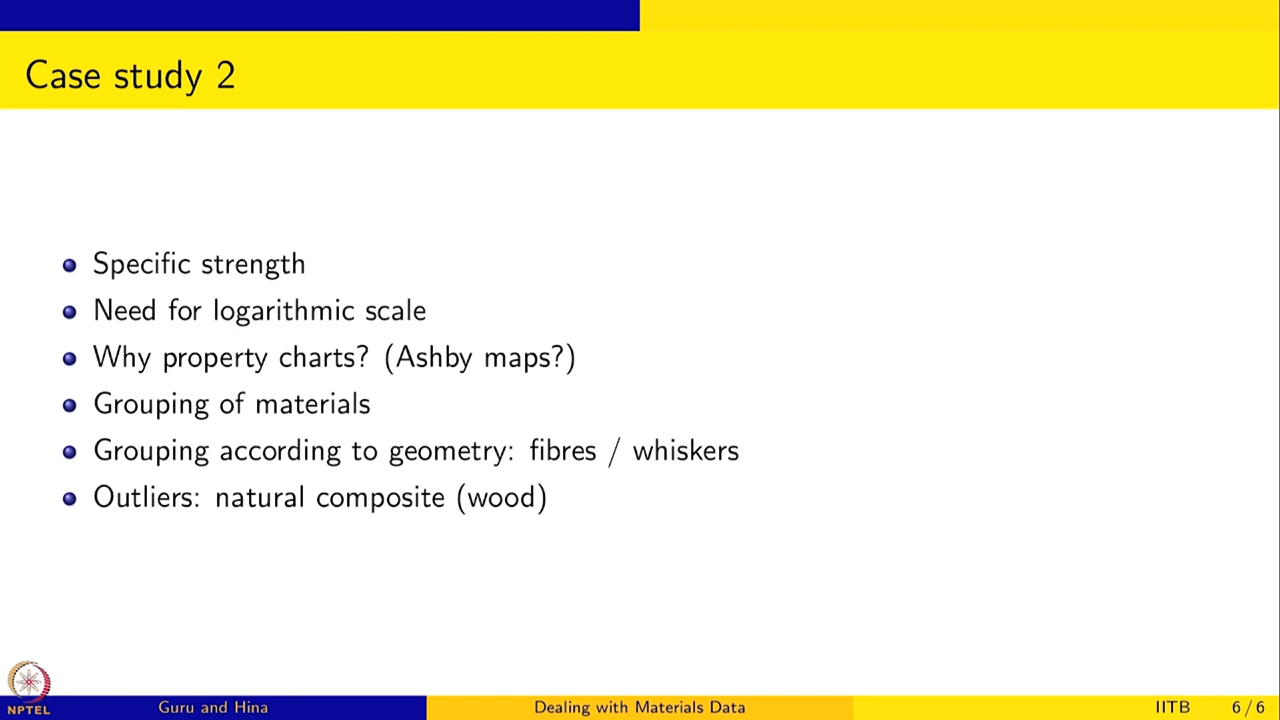 Case study 2
Specific strength
Need for logarithmic scale
Why property charts? (Ashby maps?)
Grouping of materials
Grouping according to geometry: fibres / whiskers
Outliers: natural composite (wood)
NPTEL
Guru and Hina
Dealing with Materials Data
IITB
6 / 6